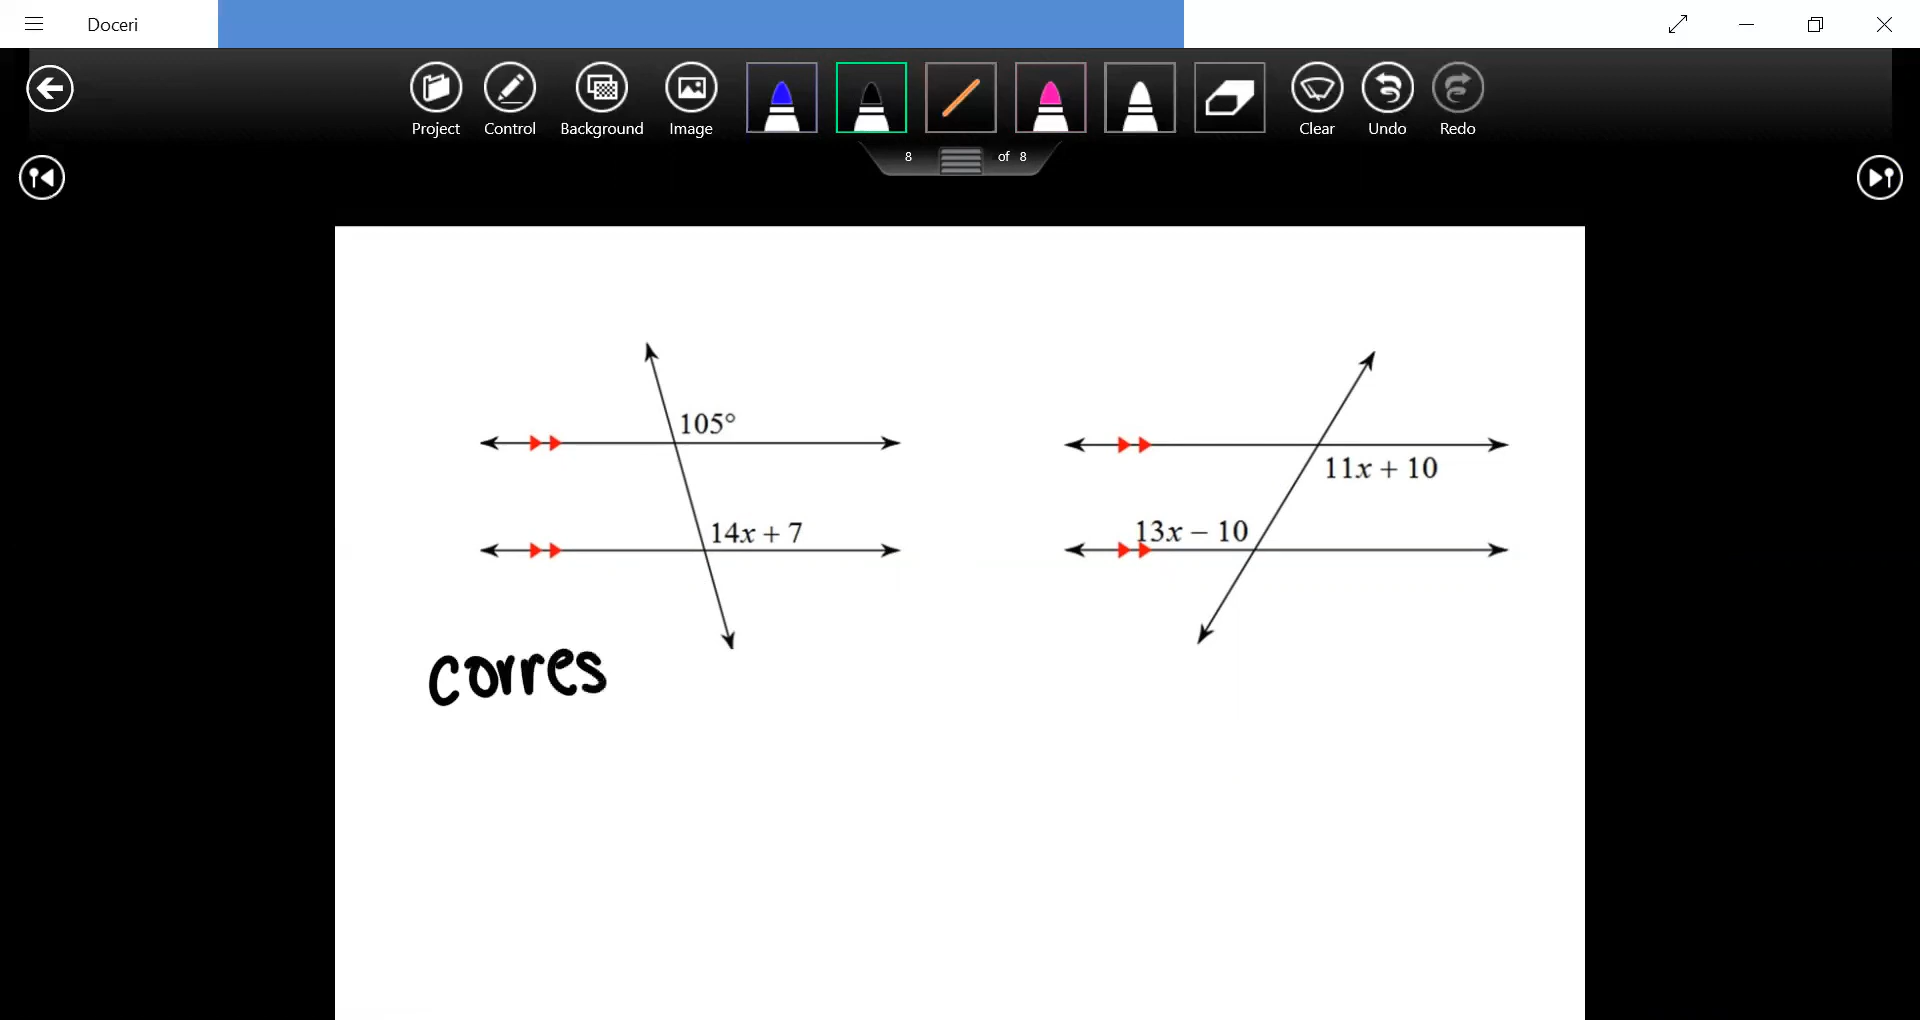 Doceri
Project Control Background Image Clear Undo Redo
8 of 8
105°
14x + 7
11x + 10
13x − 10
corres